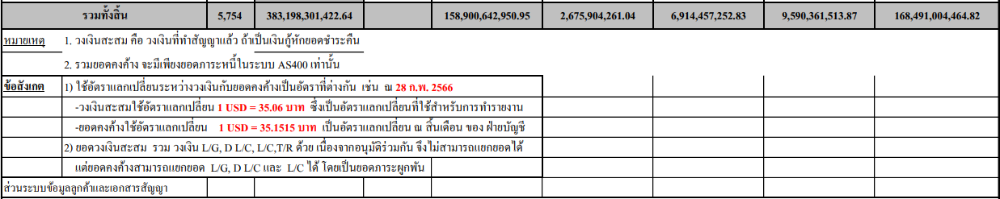 รวมทั้งสิ้น 5,754 383,198,301,422.64 158,900,642,950.95 2,675,904,261.04 6,914,457,252.83 9,590,361,513.87 168,491,004,464.82
หมายเหตุ 1. วงเงินสะสม คือ วงเงินที่ทำสัญญาแล้ว ถ้าเป็นเงินกู้หักยอดชำระคืน
2. รวมยอดคงค้าง จะมีเพียงยอดภาระหนี้ในระบบ AS400 เท่านั้น
ข้อสังเกต 1) ใช้อัตราแลกเปลี่ยนระหว่างวงเงินกับยอดคงค้างเป็นอัตราที่ต่างกัน เช่น ณ 28 ก.พ. 2566
-วงเงินสะสมใช้อัตราแลกเปลี่ยน 1 USD = 35.06 บาท ซึ่งเป็นอัตราแลกเปลี่ยนที่ใช้สำหรับการทำรายงาน
-ยอดคงค้างใช้อัตราแลกเปลี่ยน 1 USD = 35.1515 บาท เป็นอัตราแลกเปลี่ยน ณ สิ้นเดือน ของ ฝ่ายบัญชี
2) ยอดวงเงินสะสม รวม วงเงิน L/G, D L/C, L/C,T/R ด้วย เนื่องจากอนุมัติร่วมกัน จึงไม่สามารถแยกยอดได้
แต่ยอดคงค้างสามารถแยกยอด L/G, D L/C และ L/C ได้ โดยเป็นยอดภาระผูกพัน
ส่วนระบบข้อมูลลูกค้าและเอกสารสัญญา